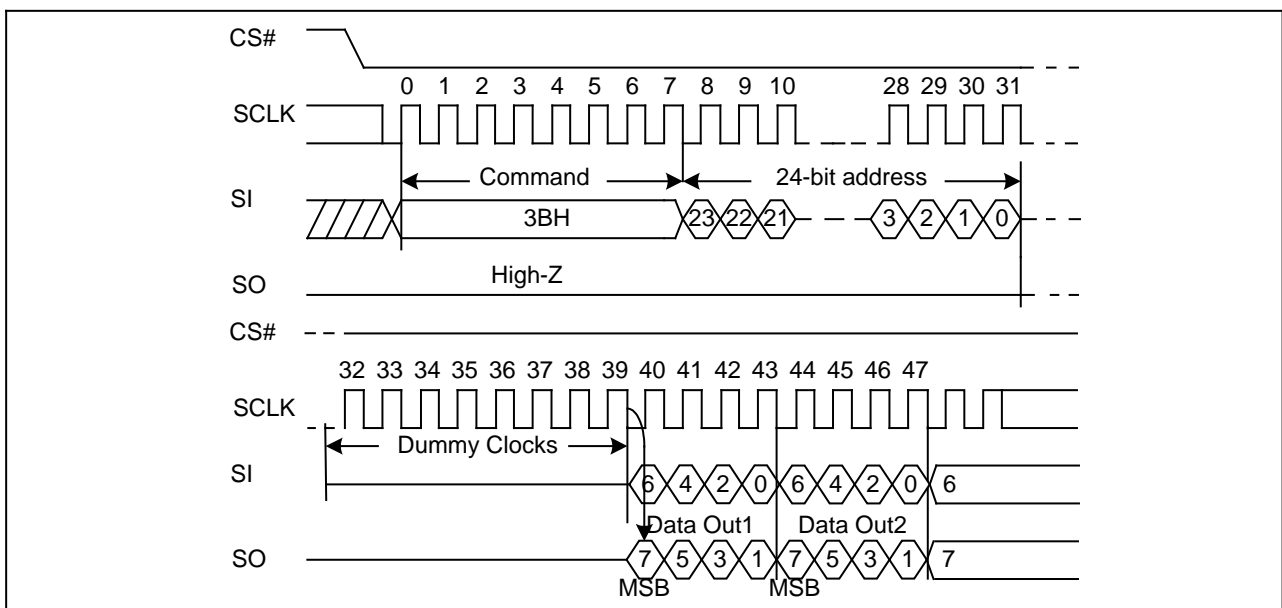 CS#
0 1 2 3 4 5 6 7 8 9 10 28 29 30 31
SCLK
Command 24-bit address
SI
3BH 23 22 21 3 2 1 0
High-Z
SO
CS#
32 33 34 35 36 37 38 39 40 41 42 43 44 45 46 47
SCLK
Dummy Clocks
SI
6 4 2 0 6 4 2 0 6
Data Out1 Data Out2
SO
7 5 3 1 7 5 3 1 7
MSB MSB